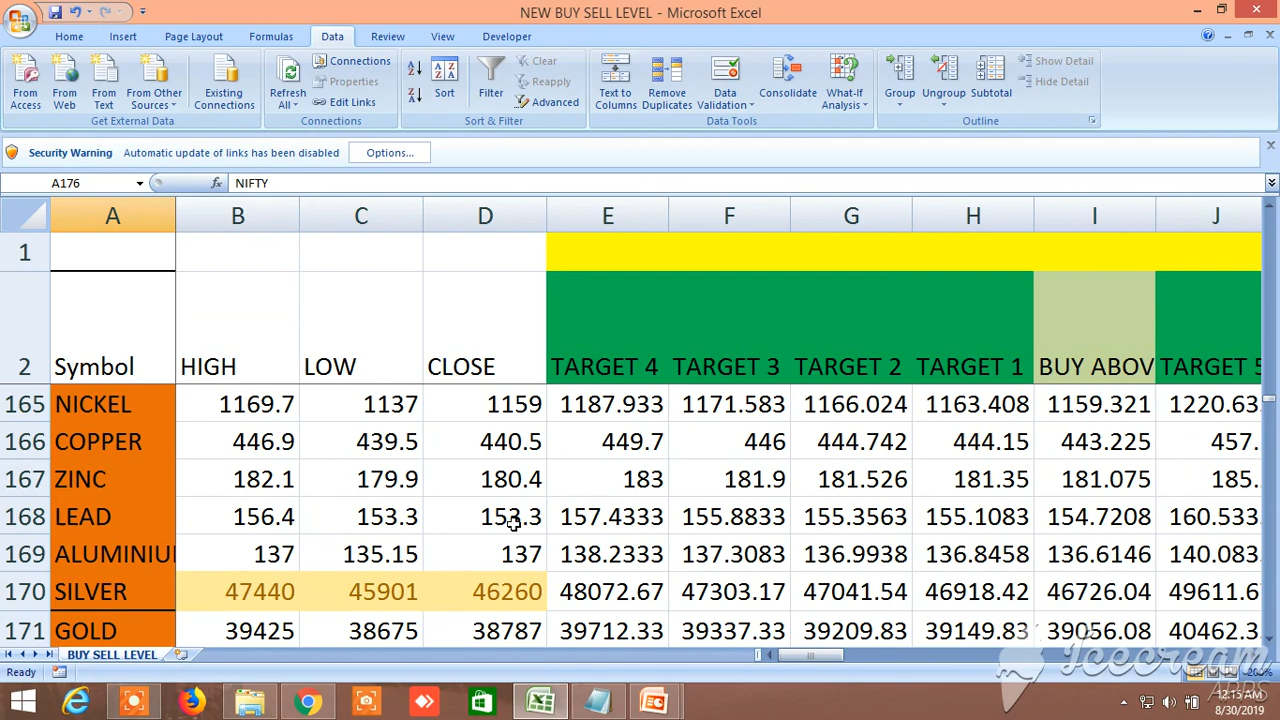 NEW BUY SELL LEVEL - Microsoft Excel
Home Insert Page Layout Formulas Data Review View Developer
From Access
From Web
From Text
From Other Sources
Existing Connections
Get External Data
Refresh All
Connections
Properties
Edit Links
Connections
Sort
Filter
Clear
Reapply
Advanced
Sort & Filter
Text to Columns
Remove Duplicates
Data Validation
Consolidate
What-If Analysis
Data Tools
Group
Ungroup
Subtotal
Show Detail
Hide Detail
Outline
Security Warning Automatic update of links has been disabled Options...
A176 fx NIFTY
A B C D E F G H I J
1
2 Symbol HIGH LOW CLOSE TARGET 4 TARGET 3 TARGET 2 TARGET 1 BUY ABOV TARGET 5
165 NICKEL 1169.7 1137 1159 1187.933 1171.583 1166.024 1163.408 1159.321 1220.63
166 COPPER 446.9 439.5 440.5 449.7 446 444.742 444.15 443.225 457.
167 ZINC 182.1 179.9 180.4 183 181.9 181.526 181.35 181.075 185.
168 LEAD 156.4 153.3 153.3 157.4333 155.8833 155.3563 155.1083 154.7208 160.533
169 ALUMINIU 137 135.15 137 138.2333 137.3083 136.9938 136.8458 136.6146 140.083
170 SILVER 47440 45901 46260 48072.67 47303.17 47041.54 46918.42 46726.04 49611.6
171 GOLD 39425 38675 38787 39712.33 39337.33 39209.83 39149.83 39056.08 40462.3
BUY SELL LEVEL
Ready 200%
Icecream
APPS
12:15 AM
8/30/2019